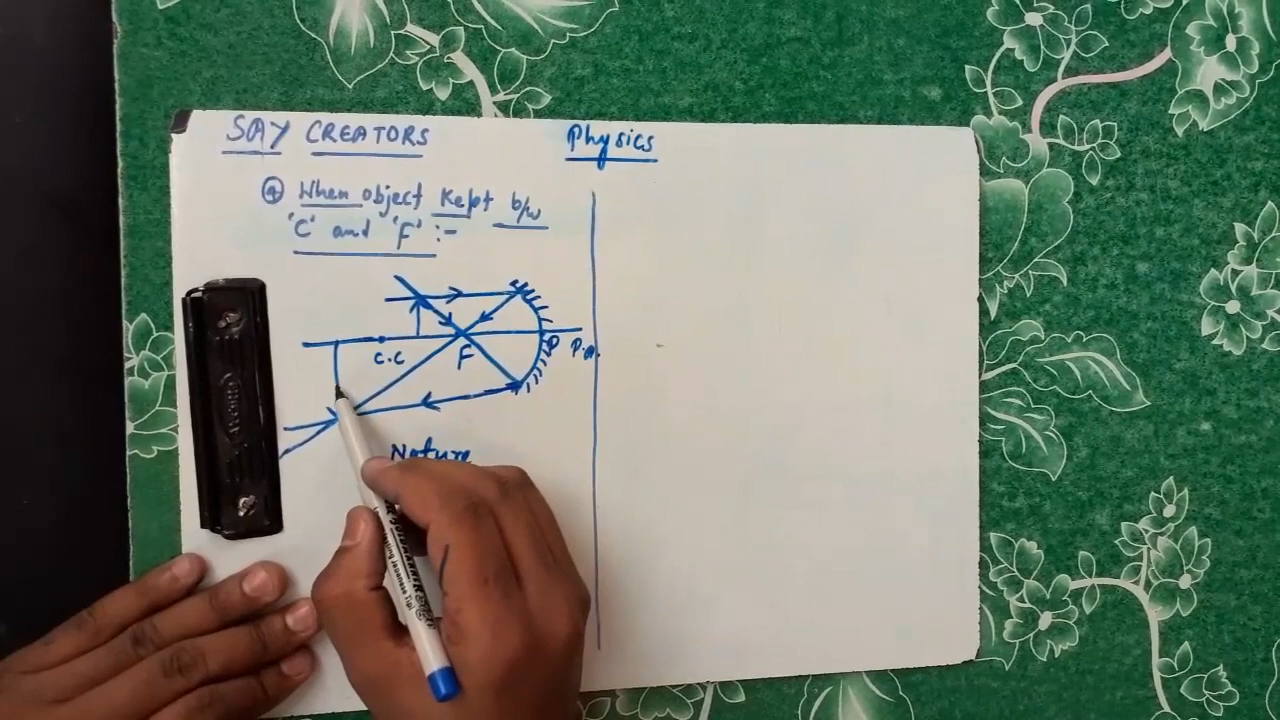 SAY CREATORS
Physics
④ When object Kept b/w
'C' and 'F' :-
C.C
F
P
P.A.
Nature